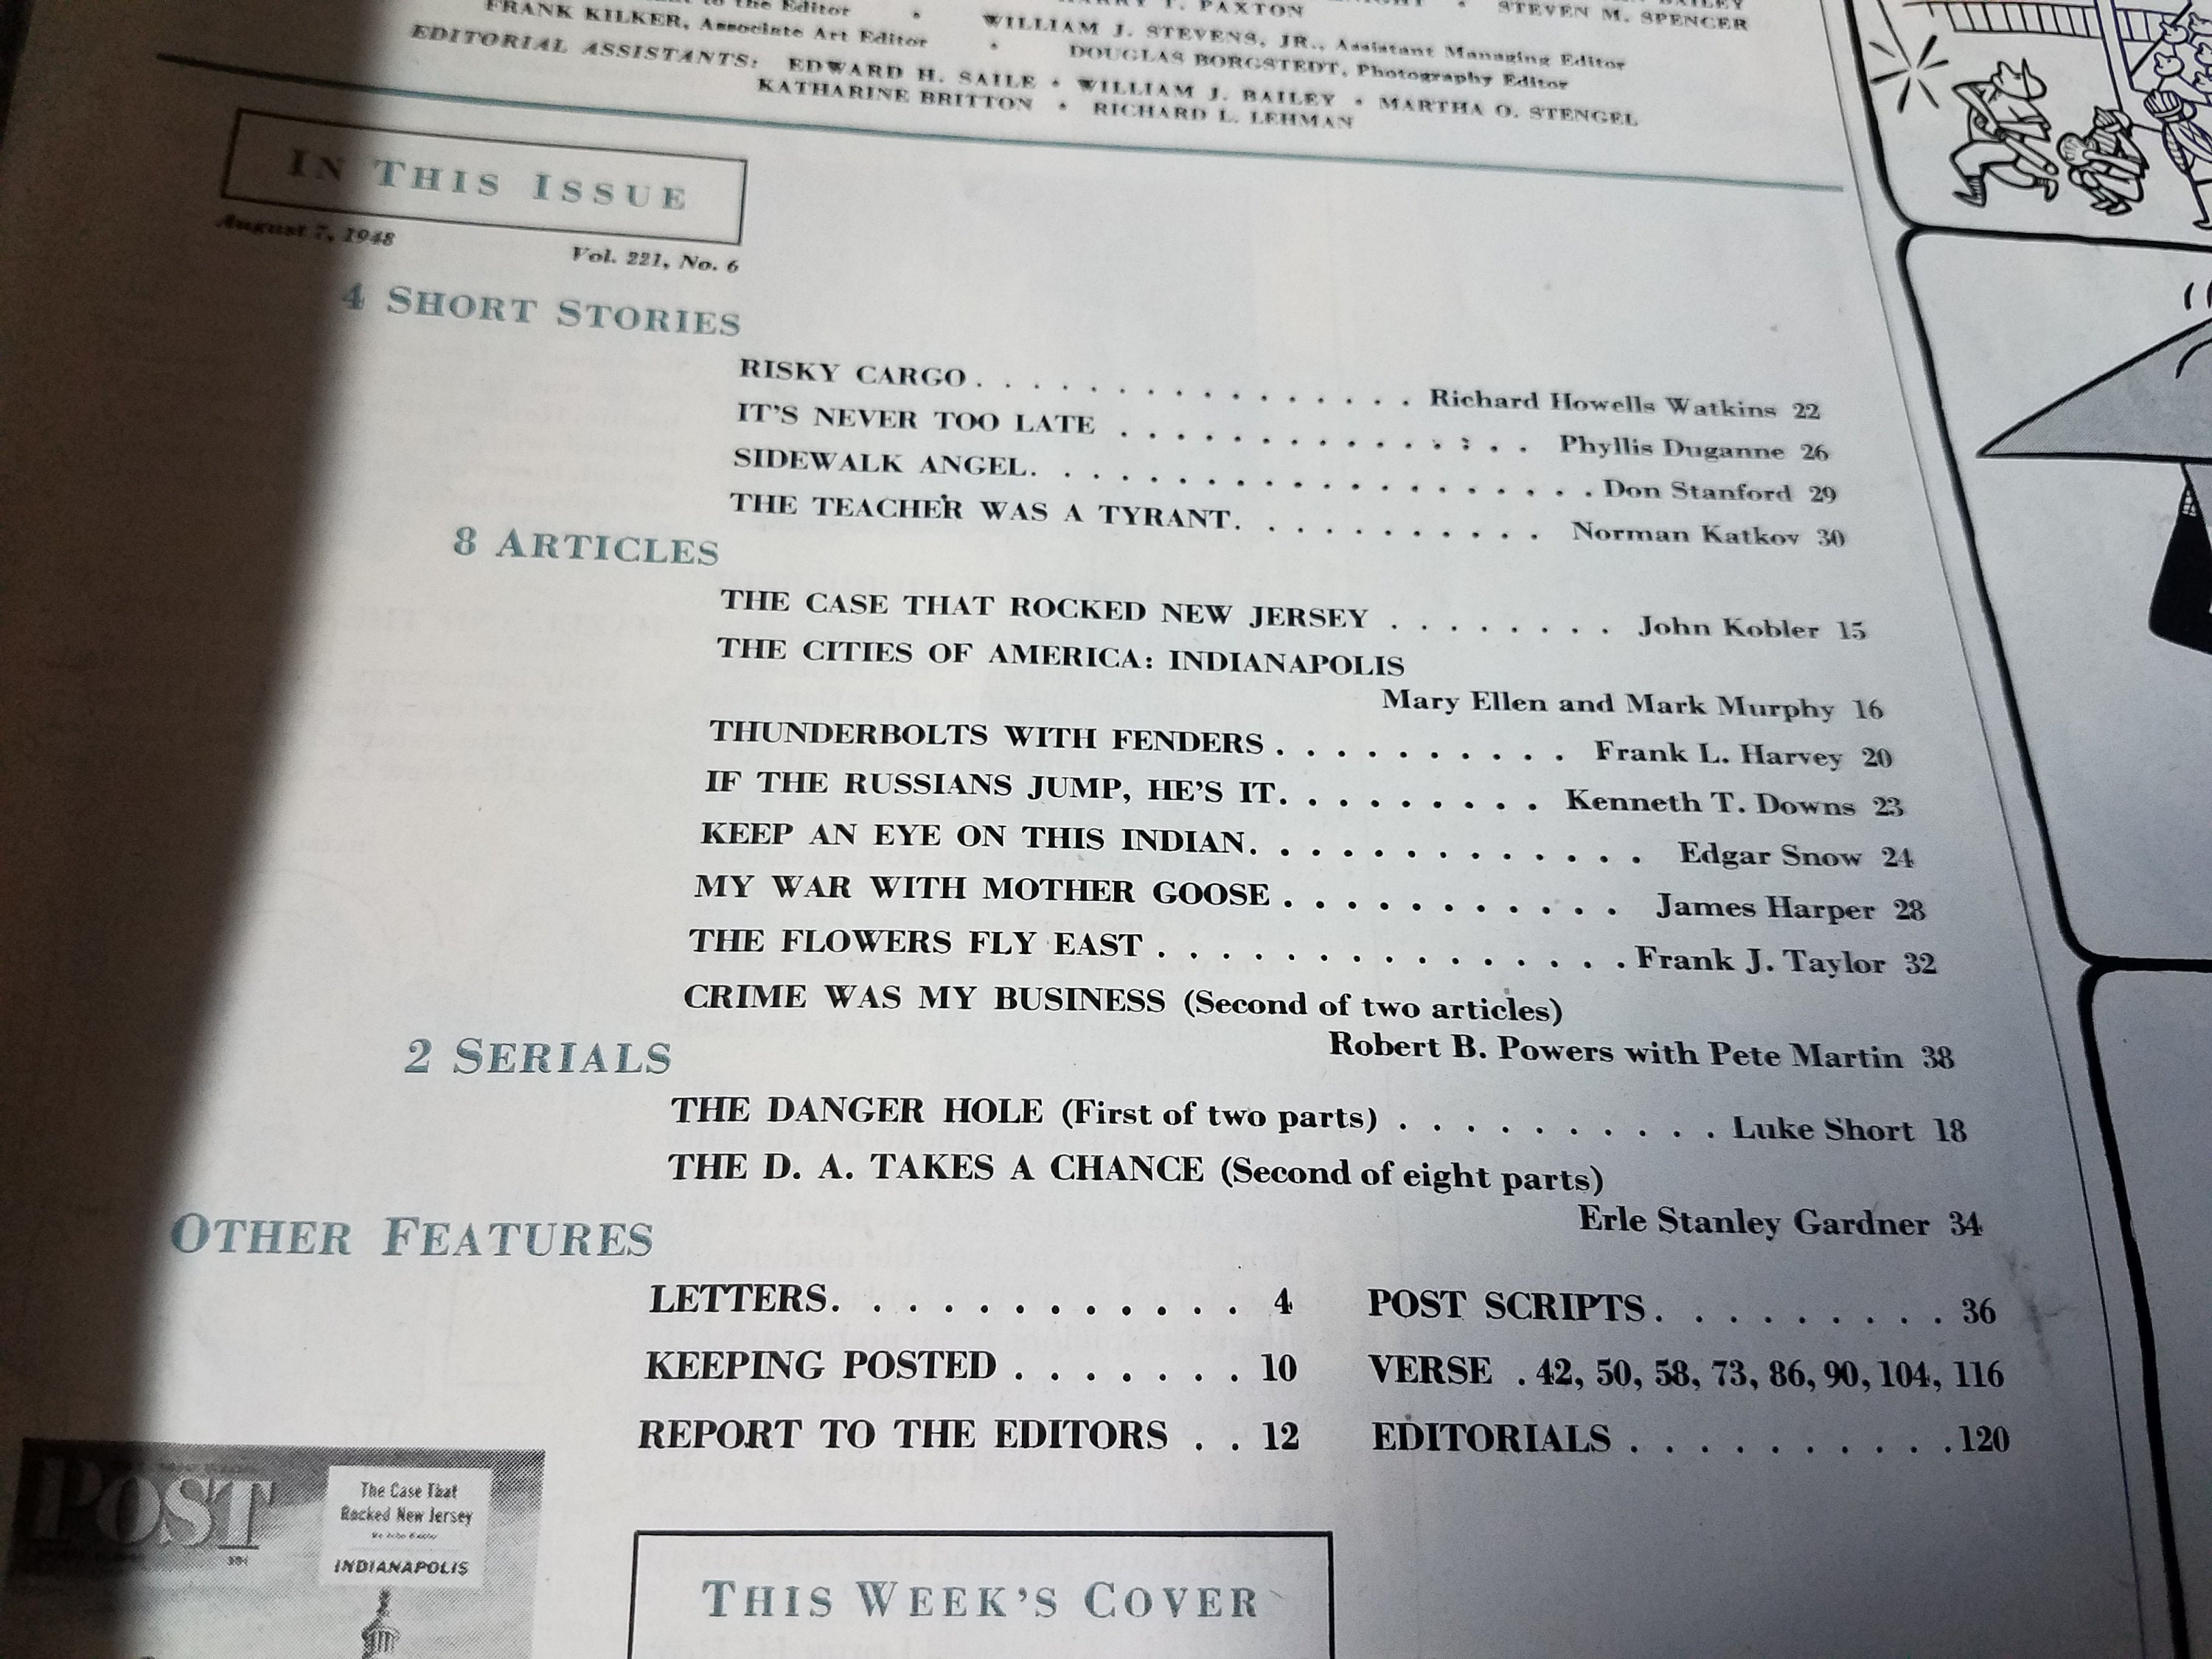 to the Editor • HARRY T. PAXTON • STEVEN M. SPENCER
FRANK KILKER, Associate Art Editor • WILLIAM J. STEVENS, JR., Assistant Managing Editor
DOUGLAS BORGSTEDT, Photography Editor
EDITORIAL ASSISTANTS: EDWARD H. SAILE • WILLIAM J. BAILEY • MARTHA O. STENGEL
KATHARINE BRITTON • RICHARD L. LEHMAN
IN THIS ISSUE
August 7, 1948 Vol. 221, No. 6
4 SHORT STORIES
RISKY CARGO . . . . . . . . . . . . . . Richard Howells Watkins 22
IT'S NEVER TOO LATE . . . . . . . . . . . . . . Phyllis Duganne 26
SIDEWALK ANGEL . . . . . . . . . . . . . . . . . . Don Stanford 29
THE TEACHER WAS A TYRANT . . . . . . . . . . . Norman Katkov 30
8 ARTICLES
THE CASE THAT ROCKED NEW JERSEY . . . . . . . . John Kobler 15
THE CITIES OF AMERICA: INDIANAPOLIS
Mary Ellen and Mark Murphy 16
THUNDERBOLTS WITH FENDERS . . . . . . . . . . Frank L. Harvey 20
IF THE RUSSIANS JUMP, HE'S IT . . . . . . . . . Kenneth T. Downs 23
KEEP AN EYE ON THIS INDIAN . . . . . . . . . . . . . Edgar Snow 24
MY WAR WITH MOTHER GOOSE . . . . . . . . . . . James Harper 28
THE FLOWERS FLY EAST . . . . . . . . . . . . . . . Frank J. Taylor 32
CRIME WAS MY BUSINESS (Second of two articles)
Robert B. Powers with Pete Martin 38
2 SERIALS
THE DANGER HOLE (First of two parts) . . . . . . . . . . Luke Short 18
THE D. A. TAKES A CHANCE (Second of eight parts)
Erle Stanley Gardner 34
OTHER FEATURES
LETTERS . . . . . . . . . . . . . 4 POST SCRIPTS . . . . . . . . . . 36
KEEPING POSTED . . . . . . . 10 VERSE . 42, 50, 58, 73, 86, 90, 104, 116
REPORT TO THE EDITORS . . 12 EDITORIALS . . . . . . . . . . . 120
POST
The Case That
Rocked New Jersey
By John Kobler
INDIANAPOLIS
THIS WEEK'S COVER